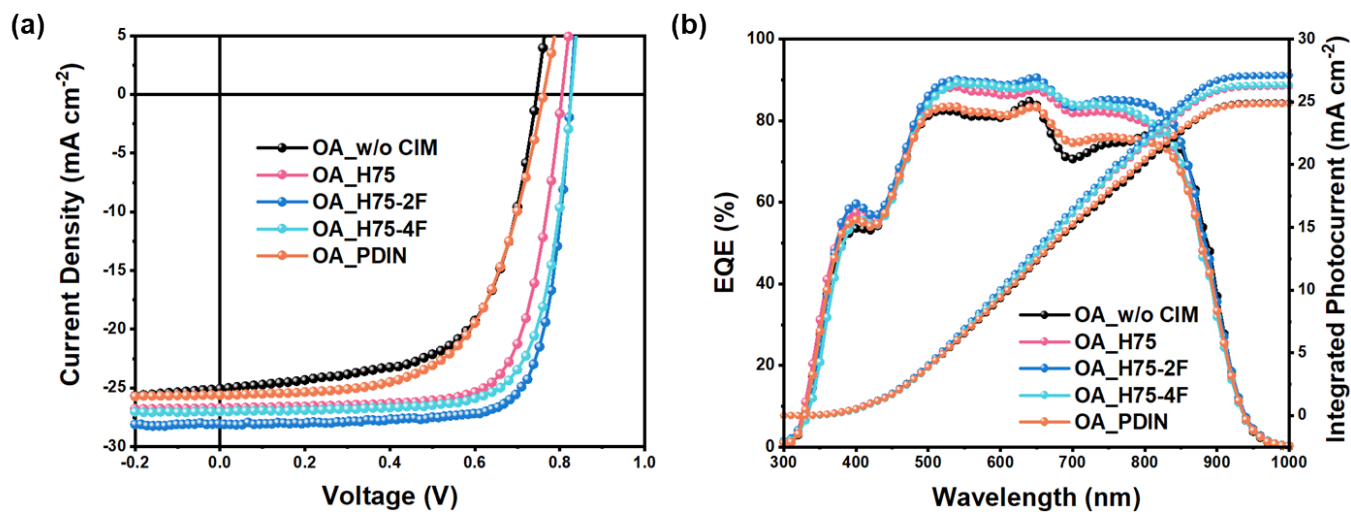 (a)
5
0
-5
-10
-15
-20
-25
-30
Current Density (mA cm-2)
OA_w/o CIM
OA_H75
OA_H75-2F
OA_H75-4F
OA_PDIN
-0.2
0.0
0.2
0.4
0.6
0.8
1.0
Voltage (V)
(b)
100
80
60
40
20
0
EQE (%)
OA_w/o CIM
OA_H75
OA_H75-2F
OA_H75-4F
OA_PDIN
300
400
500
600
700
800
900
1000
Wavelength (nm)
30
25
20
15
10
5
0
Integrated Photocurrent (mA cm-2)